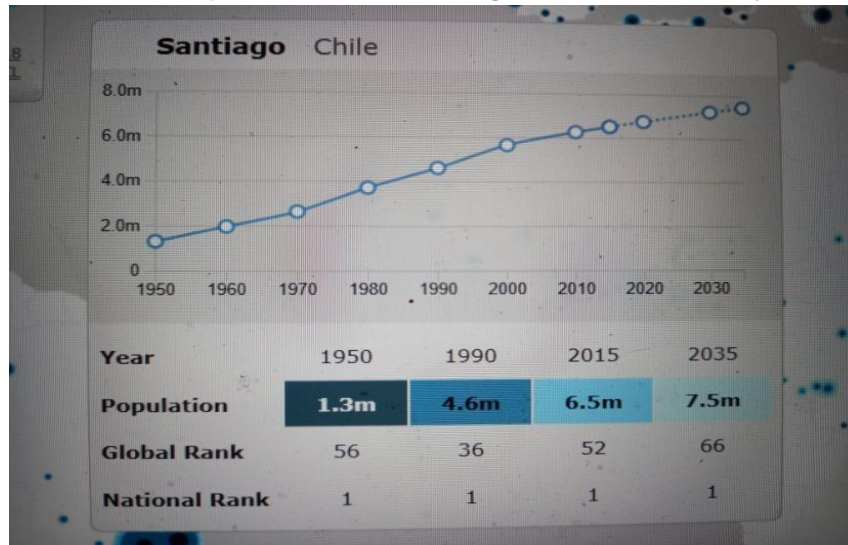 8
1
Santiago Chile
8.0m
6.0m
4.0m
2.0m
0
1950 1960 1970 1980 1990 2000 2010 2020 2030
Year 1950 1990 2015 2035
Population 1.3m 4.6m 6.5m 7.5m
Global Rank 56 36 52 66
National Rank 1 1 1 1